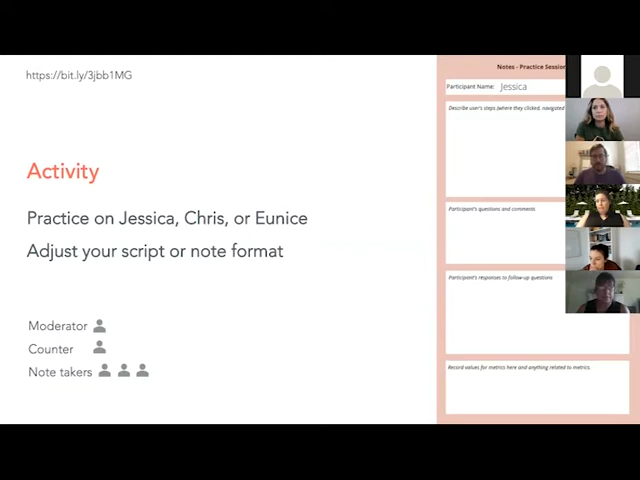 https://bit.ly/3jbb1MG
Activity
Practice on Jessica, Chris, or Eunice
Adjust your script or note format
Moderator
Counter
Note takers
Notes - Practice Session
Participant Name: Jessica
Describe user's steps (where they clicked, navigated
Participant's questions and comments
Participant's responses to follow-up questions
Record values for metrics here and anything related to metrics.